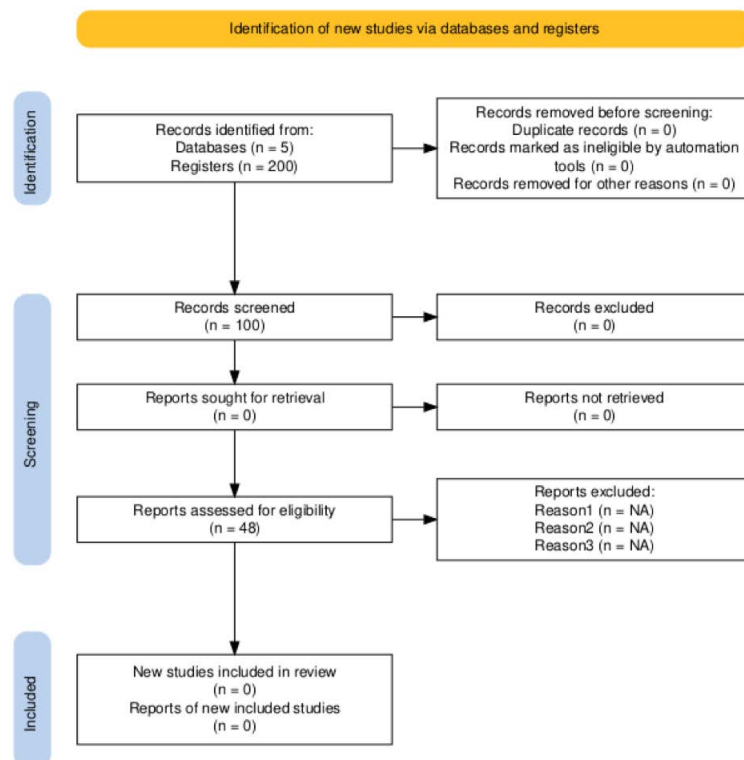 Identification of new studies via databases and registers
Identification
Records identified from:
Databases (n = 5)
Registers (n = 200)
Records removed before screening:
Duplicate records (n = 0)
Records marked as ineligible by automation
tools (n = 0)
Records removed for other reasons (n = 0)
Screening
Records screened
(n = 100)
Records excluded
(n = 0)
Reports sought for retrieval
(n = 0)
Reports not retrieved
(n = 0)
Reports assessed for eligibility
(n = 48)
Reports excluded:
Reason1 (n = NA)
Reason2 (n = NA)
Reason3 (n = NA)
Included
New studies included in review
(n = 0)
Reports of new included studies
(n = 0)